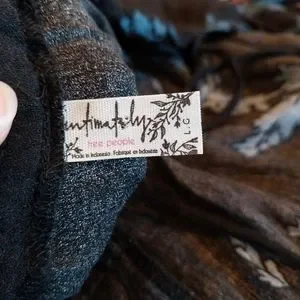 intimately
free people
L.G
Made in Indonesia Fabriqué en Indonésie